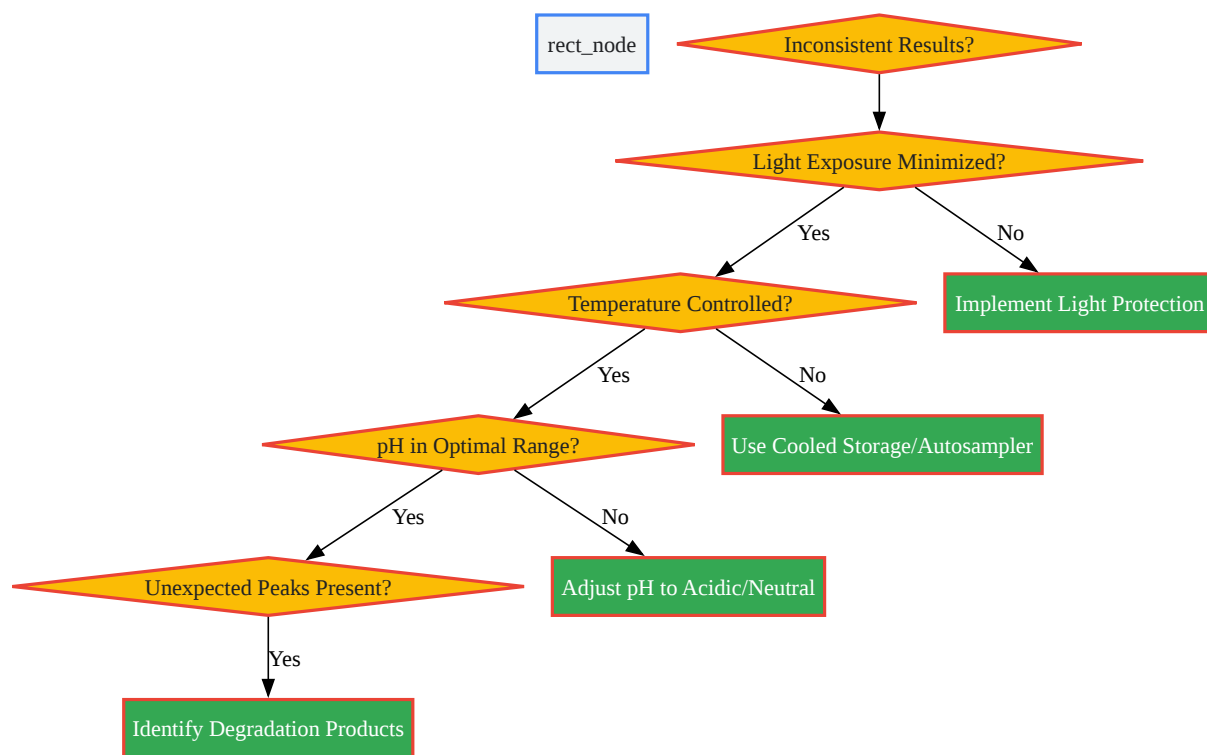 rect_node
Inconsistent Results?
Light Exposure Minimized?
Yes
No
Temperature Controlled?
Implement Light Protection
Yes
No
pH in Optimal Range?
Use Cooled Storage/Autosampler
Yes
No
Unexpected Peaks Present?
Adjust pH to Acidic/Neutral
Yes
Identify Degradation Products